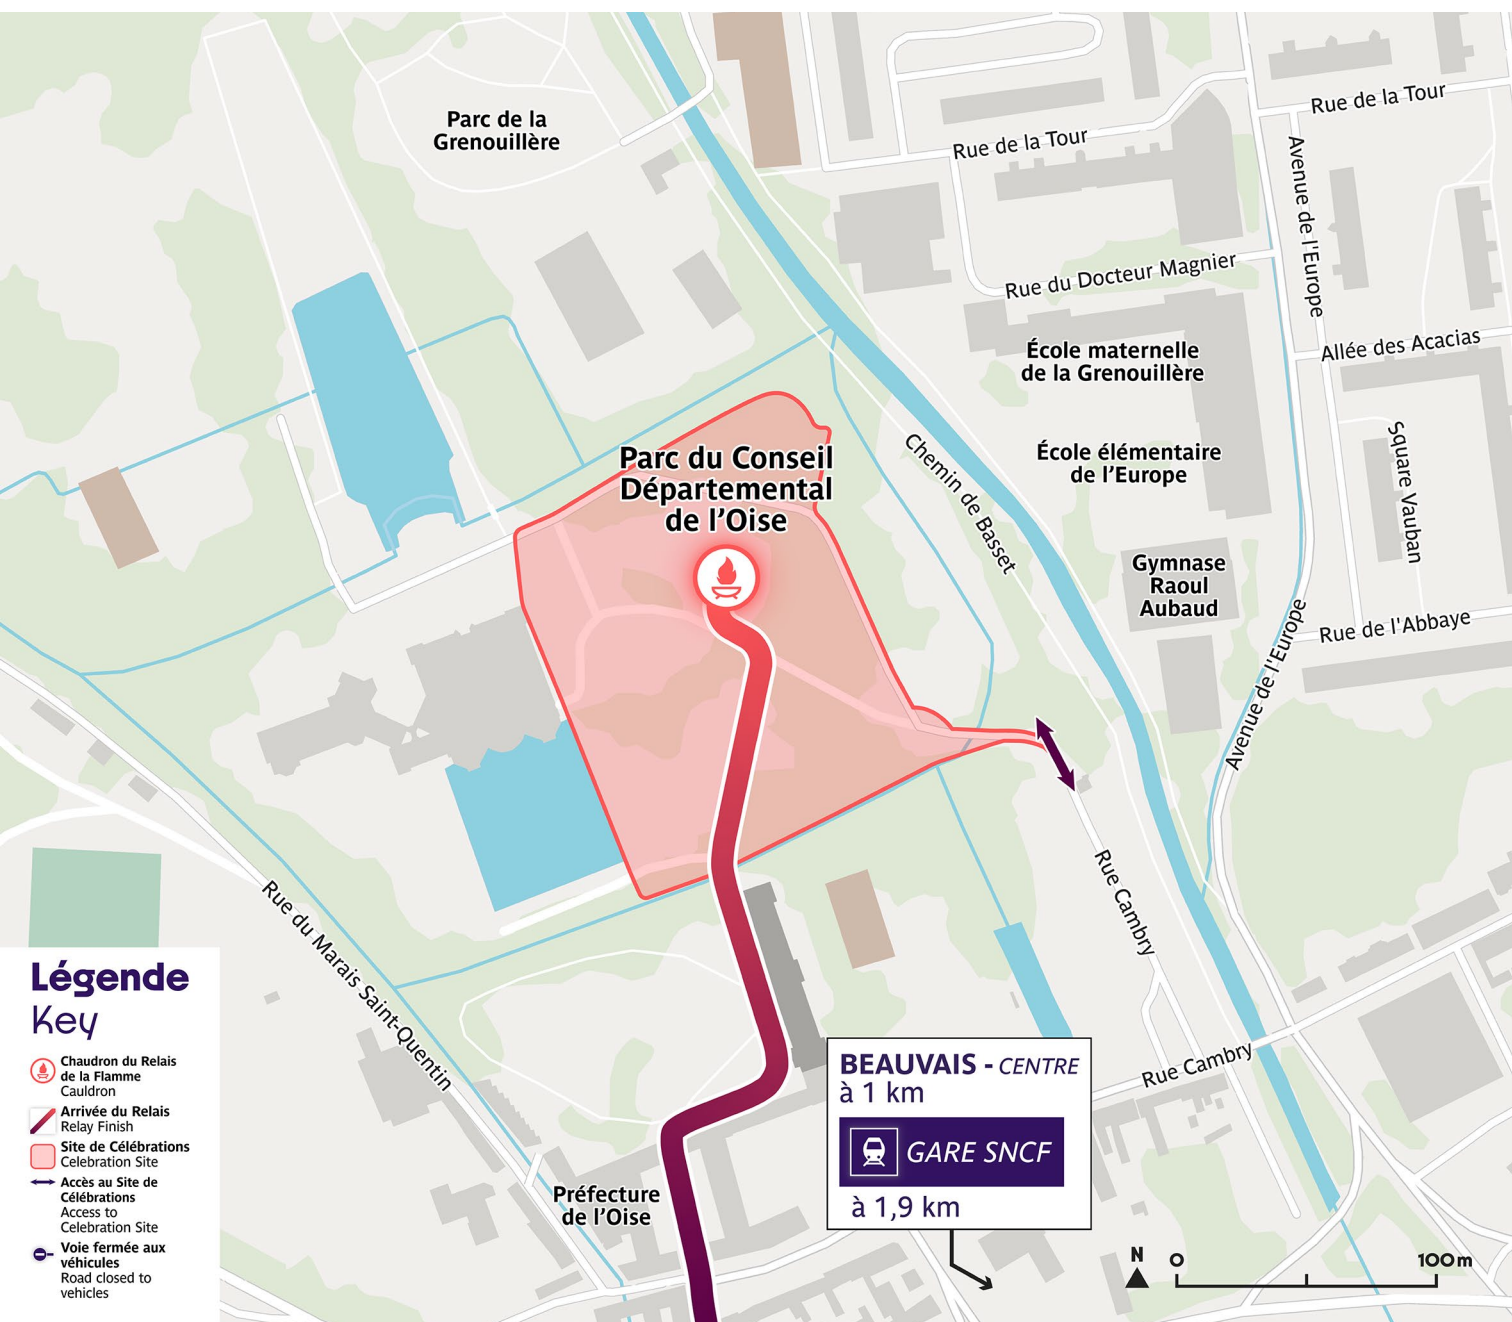 Parc de la
Grenouillère
Rue de la Tour
Rue de la Tour
Avenue de l'Europe
Rue du Docteur Magnier
École maternelle
de la Grenouillère
Allée des Acacias
École élémentaire
de l'Europe
Square Vauban
Chemin de Basset
Parc du Conseil
Départemental
de l'Oise
Gymnase
Raoul
Aubaud
Rue de l'Abbaye
Avenue de l'Europe
Rue Cambry
Rue du Marais Saint-Quentin
Rue Cambry
Préfecture
de l'Oise
BEAUVAIS - CENTRE
à 1 km
GARE SNCF
à 1,9 km
N 0 100m
Légende
Key
Chaudron du Relais
de la Flamme
Cauldron
Arrivée du Relais
Relay Finish
Site de Célébrations
Celebration Site
Accès au Site de
Célébrations
Access to
Celebration Site
Voie fermée aux
véhicules
Road closed to
vehicles